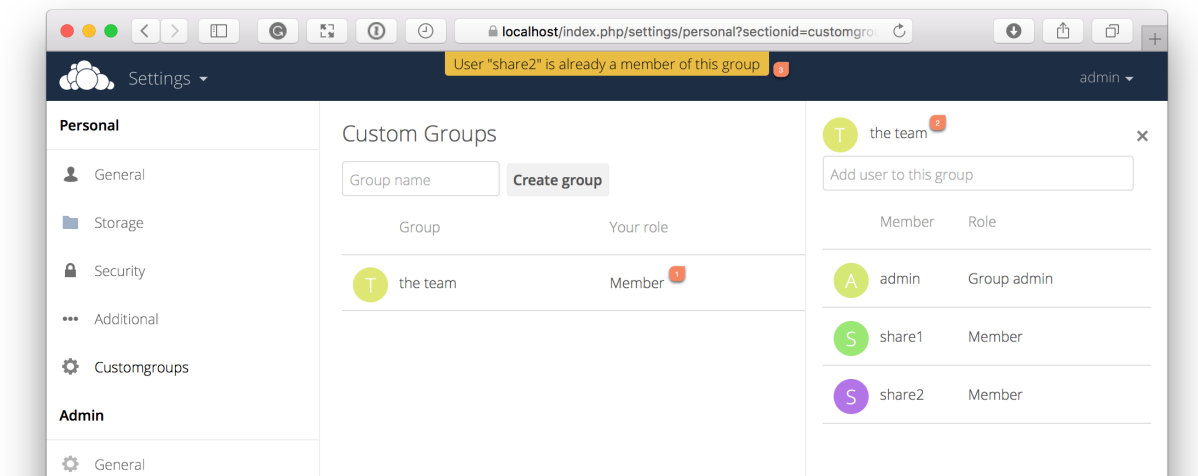 localhost/index.php/settings/personal?sectionid=customgro
User "share2" is already a member of this group
3
Settings
admin
Personal
General
Storage
Security
Additional
Customgroups
Admin
General
Custom Groups
Group name
Create group
Group Your role
T the team Member 1
T the team 2
Add user to this group
Member Role
A admin Group admin
S share1 Member
S share2 Member